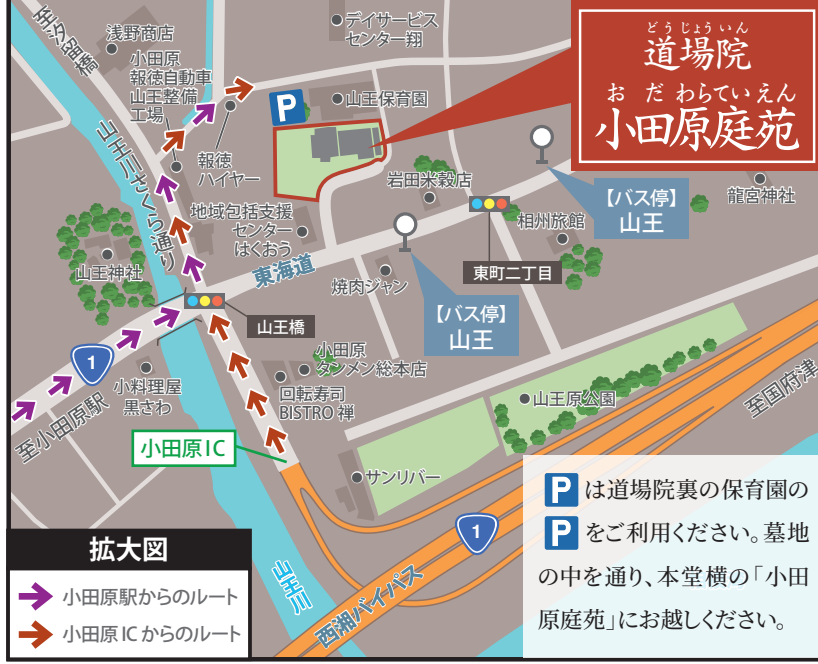 至汐留橋
浅野商店
小田原
報徳自動車
山王整備
工場
デイサービス
センター翔
どうじょういん
道場院
おだわらていえん
小田原庭苑
P
山王保育園
山王川さくら通り
報徳
ハイヤー
岩田米穀店
【バス停】
山王
龍宮神社
地域包括支援
センター
はくおう
相州旅館
山王神社
東海道
東町二丁目
焼肉ジャン
【バス停】
山王
山王橋
1
小田原
タンメン総本店
小料理屋
黒さわ
回転寿司
BISTRO 禅
山王原公園
至国府津
至小田原駅
小田原IC
サンリバー
1
山王川
西湘バイパス
拡大図
小田原駅からのルート
小田原ICからのルート
Pは道場院裏の保育園の
Pをご利用ください。墓地
の中を通り、本堂横の「小田
原庭苑」にお越しください。